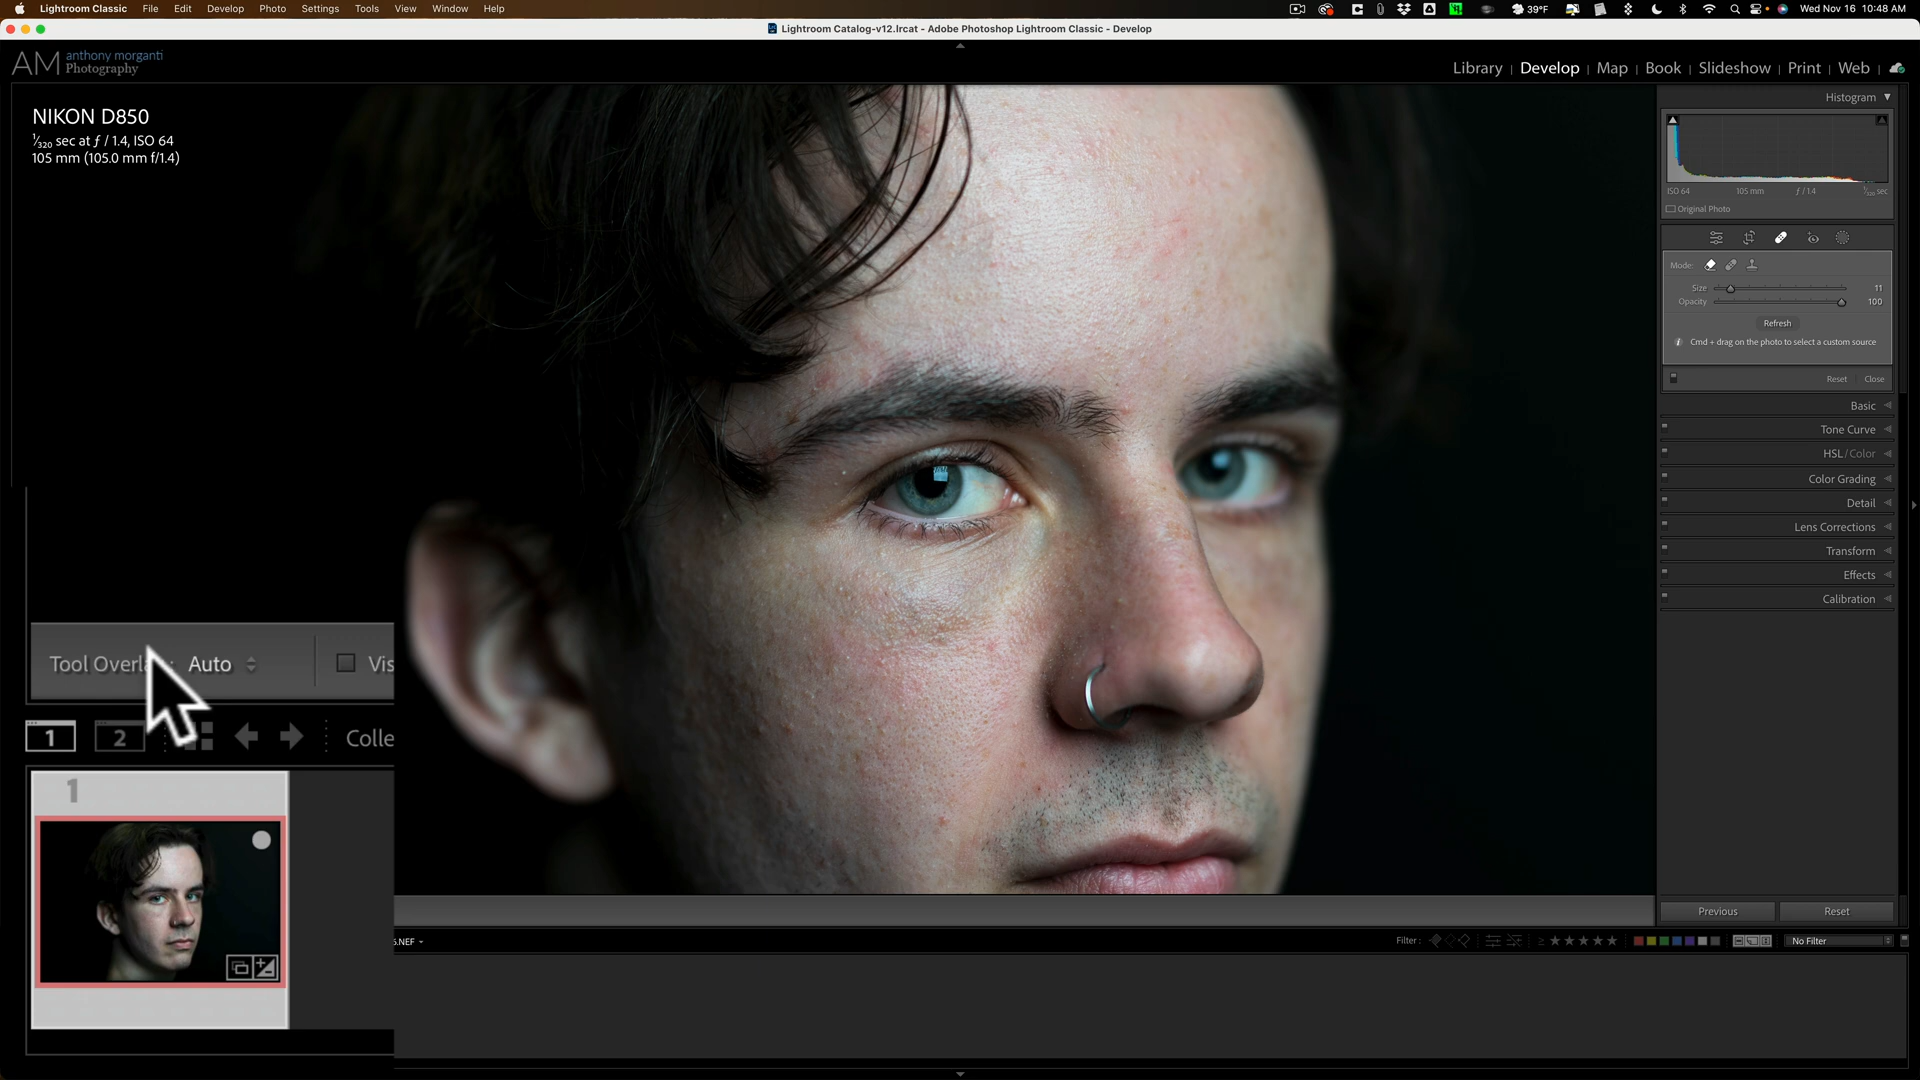 Lightroom Classic File Edit Develop Photo Settings Tools View Window Help 39°F Wed Nov 16 10:48 AM
Lightroom Catalog-v12.lrcat - Adobe Photoshop Lightroom Classic - Develop
AM anthony morganti
Photography
Library | Develop | Map | Book | Slideshow | Print | Web
NIKON D850
1/320 sec at ƒ / 1.4, ISO 64
105 mm (105.0 mm f/1.4)
Histogram
ISO 64 105 mm ƒ / 1.4 1/320 sec
Original Photo
Mode:
Size 11
Opacity 100
Refresh
Cmd + drag on the photo to select a custom source
Reset Close
Basic
Tone Curve
HSL / Color
Color Grading
Detail
Lens Corrections
Transform
Effects
Calibration
Tool Overla Auto Vis
1 2 Colle
1
Previous Reset
.NEF Filter : No Filter